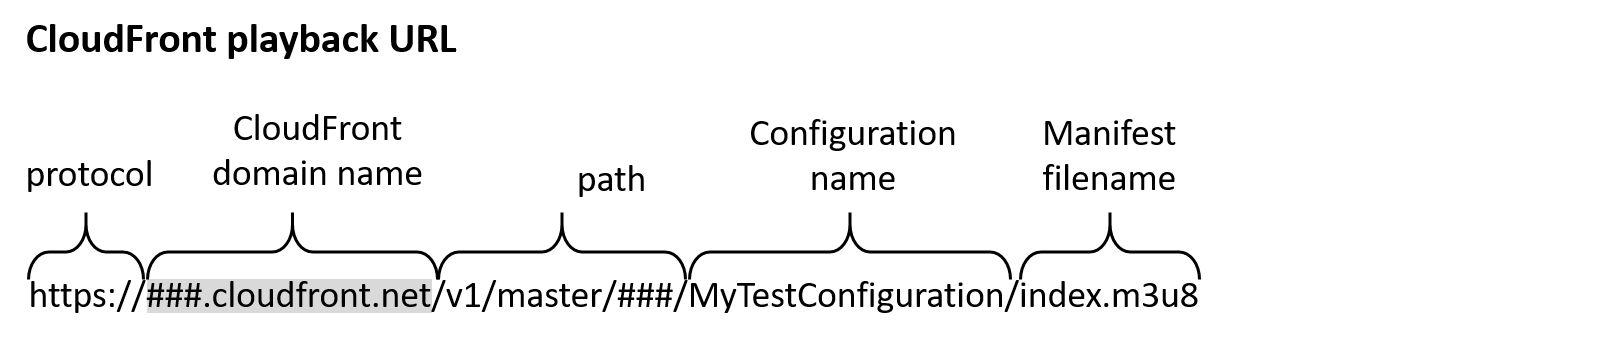 CloudFront playback URL
protocol
CloudFront
domain name
path
Configuration
name
Manifest
filename
https://###.cloudfront.net/v1/master/###/MyTestConfiguration/index.m3u8